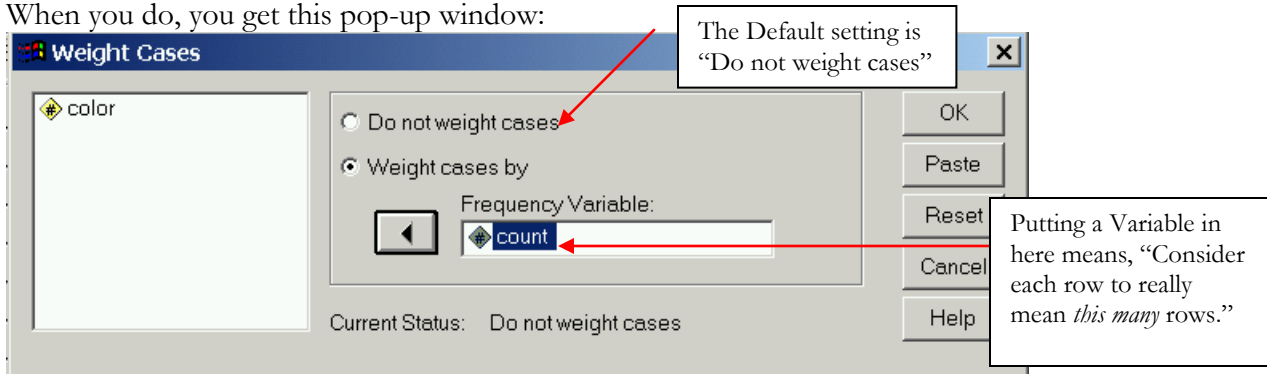 When you do, you get this pop-up window:
The Default setting is
“Do not weight cases”
Weight Cases
color
Do not weight cases
Weight cases by
Frequency Variable:
count
Current Status: Do not weight cases
OK
Paste
Reset
Cancel
Help
Putting a Variable in
here means, “Consider
each row to really
mean this many rows.”